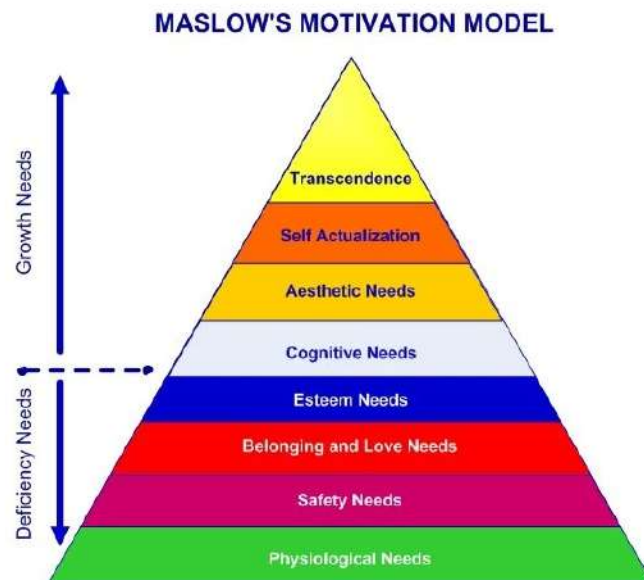 MASLOW'S MOTIVATION MODEL
Growth Needs
Deficiency Needs
Transcendence
Self Actualization
Aesthetic Needs
Cognitive Needs
Esteem Needs
Belonging and Love Needs
Safety Needs
Physiological Needs